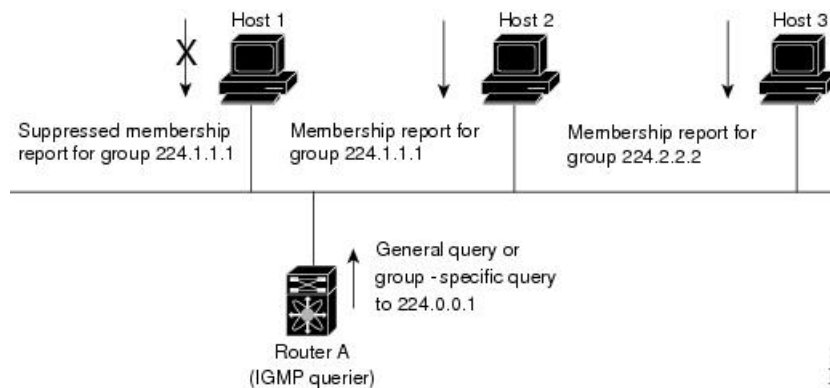 Host 1
Host 2
Host 3
X
Suppressed membership
report for group 224.1.1.1
Membership report for
group 224.1.1.1
Membership report for
group 224.2.2.2
General query or
group - specific query
to 224.0.0.1
Router A
(IGMP querier)